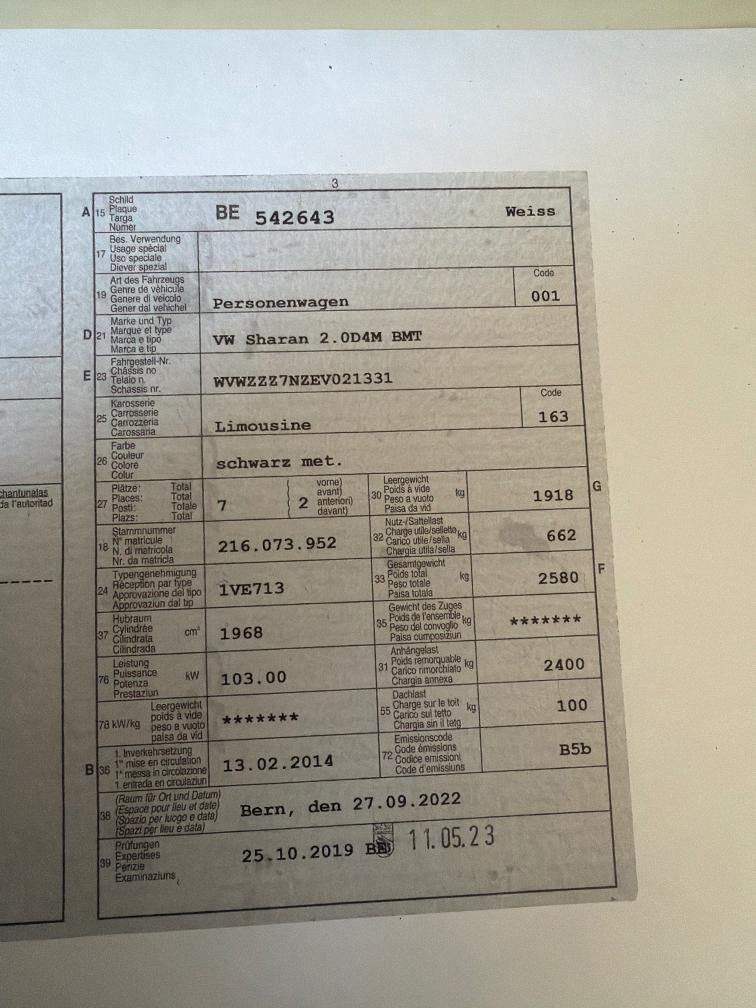 3
A 15 Schild
Plaque
Targa
Numer
BE 542643 Weiss
17 Bes. Verwendung
Usage spécial
Uso speciale
Diever spezial
19 Art des Fahrzeugs
Genre de véhicule
Genere di veicolo
Gener dal vehichel
Personenwagen
Code
001
D 21 Marke und Typ
Marque et type
Marca e tipo
Marca e tip
VW Sharan 2.0D4M BMT
E 23 Fahrgestell-Nr.
Châssis no
Telaio n.
Schassis nr.
WVWZZZ7NZEV021331
25 Karosserie
Carrosserie
Carrozzeria
Carossaria
Limousine
Code
163
26 Farbe
Couleur
Colore
Colur
schwarz met.
27 Plätze: Total
Places: Total
Posti: Totale
Plazs: Total
7
2 vorne)
avant)
anteriori)
davant)
30 Leergewicht
Poids à vide kg
Peso a vuoto
Paisa da vid
1918
G
18 Stammnummer
N° matricule
N. di matricola
Nr. da matricla
216.073.952
32 Nutz-/Sattellast
Charge utile/sellette kg
Carico utile/sella
Chargia utila/sella
662
24 Typengenehmigung
Réception par type
Approvazione del tipo
Approvaziun dal tip
1VE713
33 Gesamtgewicht
Poids total kg
Peso totale
Paisa totala
2580
F
37 Hubraum
Cylindrée cm³
Cilindrata
Cilindrada
1968
35 Gewicht des Zuges
Poids de l'ensemble kg
Peso del convoglio
Paisa cumposiziun
*******
76 Leistung
Puissance kW
Potenza
Prestaziun
103.00
31 Anhängelast
Poids remorquable kg
Carico rimorchiato
Chargia annexa
2400
78 kW/kg Leergewicht
poids à vide
peso a vuoto
paisa da vid
*******
55 Dachlast
Charge sur le toit kg
Carico sul tetto
Chargia sin il tetg
100
B 36 1. Inverkehrsetzung
1re mise en circulation
1a messa in circolazione
1. entrada en circulaziun
13.02.2014
72 Emissionscode
Code émissions
Codice emissioni
Code d'emissiuns
B5b
38 (Raum für Ort und Datum)
(Espace pour lieu et date)
(Spazio per luogo e data)
(Spazi per lieu e data)
Bern, den 27.09.2022
39 Prüfungen
Expertises
Perizie
Examinaziuns
25.10.2019 BE 11.05.23
chantunalas
da l'autoritad